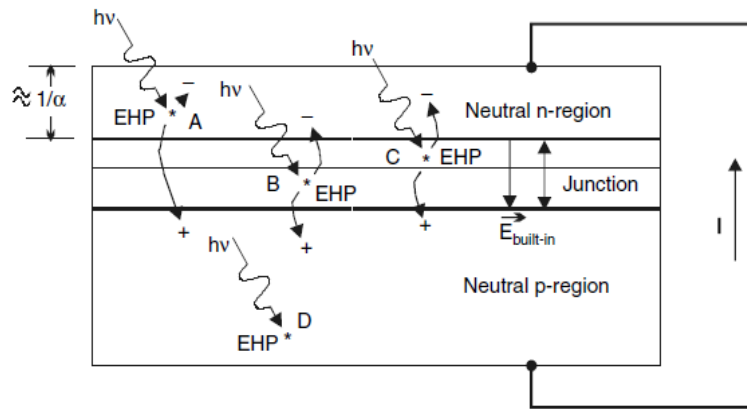 hν
hν
hν
≈ 1/α
EHP * A
−
−
−
Neutral n-region
C * EHP
B *
EHP
Junction
+
+
+
E built-in
I
hν
Neutral p-region
D
EHP *